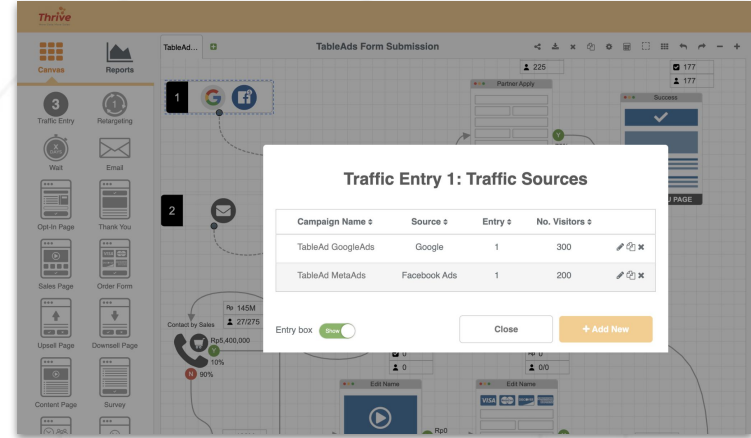 Thrive
Canvas
Reports
TableAd...
TableAds Form Submission
225
177
177
1
Partner Apply
Success
3
Traffic Entry
1
Retargeting
Y
Wait
Email
Traffic Entry 1: Traffic Sources
U PAGE
2
Campaign Name
Source
Entry
No. Visitors
TableAd GoogleAds
Google
1
300
TableAd MetaAds
Facebook Ads
1
200
Opt-In Page
Thank You
Sales Page
Order Form
Rp 145M
Contact by Sales
27/275
Entry box
Show
Close
+ Add New
Rp5,400,000
Y
10%
N
90%
Upsell Page
Downsell Page
0
Rp 0
0
0/0
Edit Name
Edit Name
VISA
Rp0
Content Page
Survey